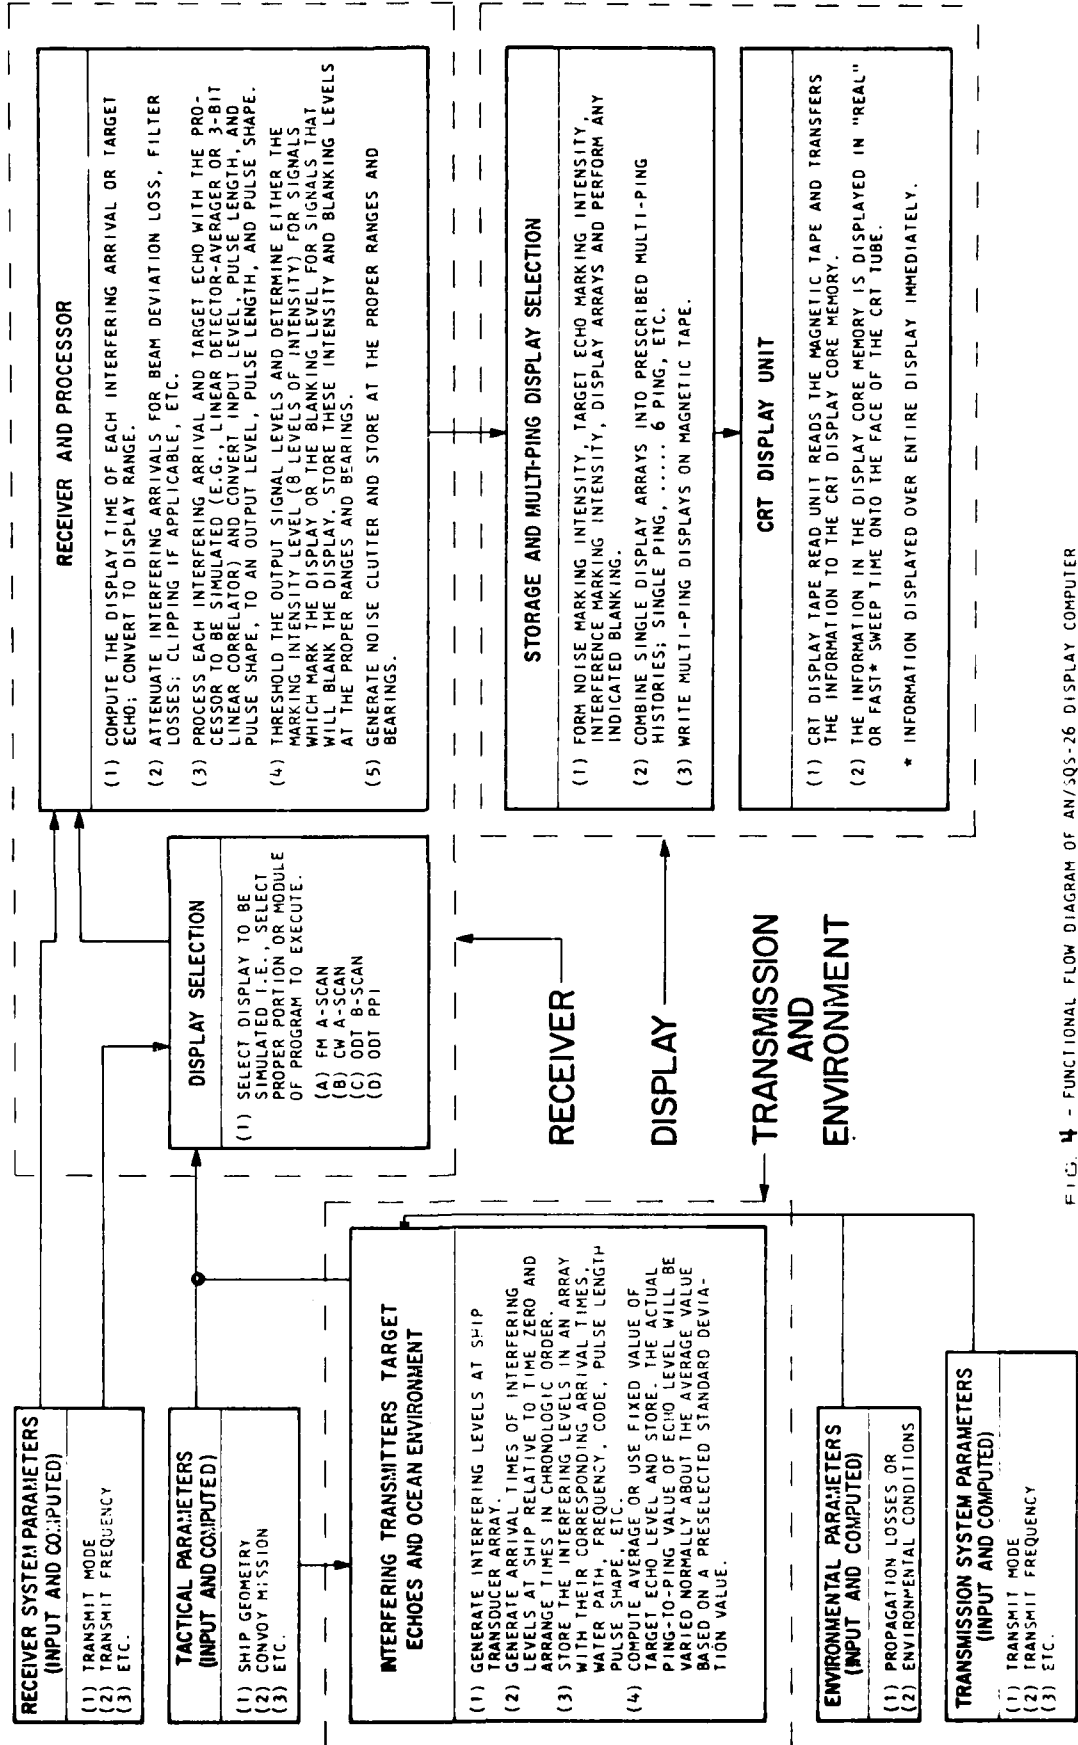 RECEIVER SYSTEM PARAMETERS
(INPUT AND COMPUTED)
(1) TRANSMIT MODE
(2) TRANSMIT FREQUENCY
(3) ETC.
TACTICAL PARAMETERS
(INPUT AND COMPUTED)
(1) SHIP GEOMETRY
(2) CONVOY MISSION
(3) ETC.
INTERFERING TRANSMITTERS TARGET
ECHOES AND OCEAN ENVIRONMENT
(1) GENERATE INTERFERING LEVELS AT SHIP
TRANSDUCER ARRAY.
(2) GENERATE ARRIVAL TIMES OF INTERFERING
LEVELS AT SHIP RELATIVE TO TIME ZERO AND
ARRANGE TIMES IN CHRONOLOGIC ORDER.
(3) STORE THE INTERFERING LEVELS IN AN ARRAY
WITH THEIR CORRESPONDING ARRIVAL TIMES,
WATER PATH, FREQUENCY, CODE, PULSE LENGTH
PULSE SHAPE, ETC.
(4) COMPUTE AVERAGE OR USE FIXED VALUE OF
TARGET ECHO LEVEL AND STORE. THE ACTUAL
PING-TO-PING VALUE OF ECHO LEVEL WILL BE
VARIED NORMALLY ABOUT THE AVERAGE VALUE
BASED ON A PRESELECTED STANDARD DEVIA-
TION VALUE.
ENVIRONMENTAL PARAMETERS
(INPUT AND COMPUTED)
(1) PROPAGATION LOSSES OR
(2) ENVIRONMENTAL CONDITIONS
TRANSMISSION SYSTEM PARAMETERS
(INPUT AND COMPUTED)
(1) TRANSMIT MODE
(2) TRANSMIT FREQUENCY
(3) ETC.
DISPLAY SELECTION
(1) SELECT DISPLAY TO BE
SIMULATED I.E., SELECT
PROPER PORTION OR MODULE
OF PROGRAM TO EXECUTE.
(A) FM A-SCAN
(B) CW A-SCAN
(C) ODT B-SCAN
(D) ODT PPI
RECEIVER
DISPLAY
TRANSMISSION
AND
ENVIRONMENT
RECEIVER AND PROCESSOR
(1) COMPUTE THE DISPLAY TIME OF EACH INTERFERING ARRIVAL OR TARGET
ECHO; CONVERT TO DISPLAY RANGE.
(2) ATTENUATE INTERFERING ARRIVALS FOR BEAM DEVIATION LOSS, FILTER
LOSSES; CLIPPING IF APPLICABLE, ETC.
(3) PROCESS EACH INTERFERING ARRIVAL AND TARGET ECHO WITH THE PRO-
CESSOR TO BE SIMULATED (E.G., LINEAR DETECTOR-AVERAGER OR 3-BIT
LINEAR CORRELATOR) AND CONVERT INPUT LEVEL, PULSE LENGTH, AND
PULSE SHAPE, TO AN OUTPUT LEVEL, PULSE LENGTH, AND PULSE SHAPE.
(4) THRESHOLD THE OUTPUT SIGNAL LEVELS AND DETERMINE EITHER THE
MARKING INTENSITY LEVEL (8 LEVELS OF INTENSITY) FOR SIGNALS
WHICH MARK THE DISPLAY OR THE BLANKING LEVEL FOR SIGNALS THAT
WILL BLANK THE DISPLAY. STORE THESE INTENSITY AND BLANKING LEVELS
AT THE PROPER RANGES AND BEARINGS.
(5) GENERATE NOISE CLUTTER AND STORE AT THE PROPER RANGES AND
BEARINGS.
STORAGE AND MULTI-PING DISPLAY SELECTION
(1) FORM NOISE MARKING INTENSITY, TARGET ECHO MARKING INTENSITY,
INTERFERENCE MARKING INTENSITY, DISPLAY ARRAYS AND PERFORM ANY
INDICATED BLANKING.
(2) COMBINE SINGLE DISPLAY ARRAYS INTO PRESCRIBED MULTI-PING
HISTORIES; SINGLE PING, ..... 6 PING, ETC.
(3) WRITE MULTI-PING DISPLAYS ON MAGNETIC TAPE.
CRT DISPLAY UNIT
(1) CRT DISPLAY TAPE READ UNIT READS THE MAGNETIC TAPE AND TRANSFERS
THE INFORMATION TO THE CRT DISPLAY CORE MEMORY.
(2) THE INFORMATION IN THE DISPLAY CORE MEMORY IS DISPLAYED IN "REAL"
OR FAST* SWEEP TIME ONTO THE FACE OF THE CRT TUBE.
* INFORMATION DISPLAYED OVER ENTIRE DISPLAY IMMEDIATELY.
FIG. 4 - FUNCTIONAL FLOW DIAGRAM OF AN/SQS-26 DISPLAY COMPUTER